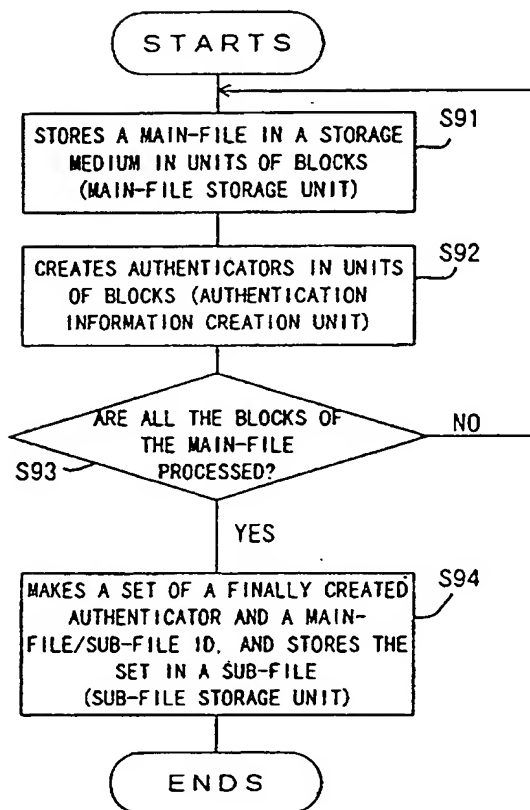 STARTS
S91
STORES A MAIN-FILE IN A STORAGE
MEDIUM IN UNITS OF BLOCKS
(MAIN-FILE STORAGE UNIT)
S92
CREATES AUTHENTICATORS IN UNITS
OF BLOCKS (AUTHENTICATION
INFORMATION CREATION UNIT)
ARE ALL THE BLOCKS OF
THE MAIN-FILE
PROCESSED?
NO
S93
YES
S94
MAKES A SET OF A FINALLY CREATED
AUTHENTICATOR AND A MAIN-
FILE/SUB-FILE ID, AND STORES THE
SET IN A SUB-FILE
(SUB-FILE STORAGE UNIT)
ENDS